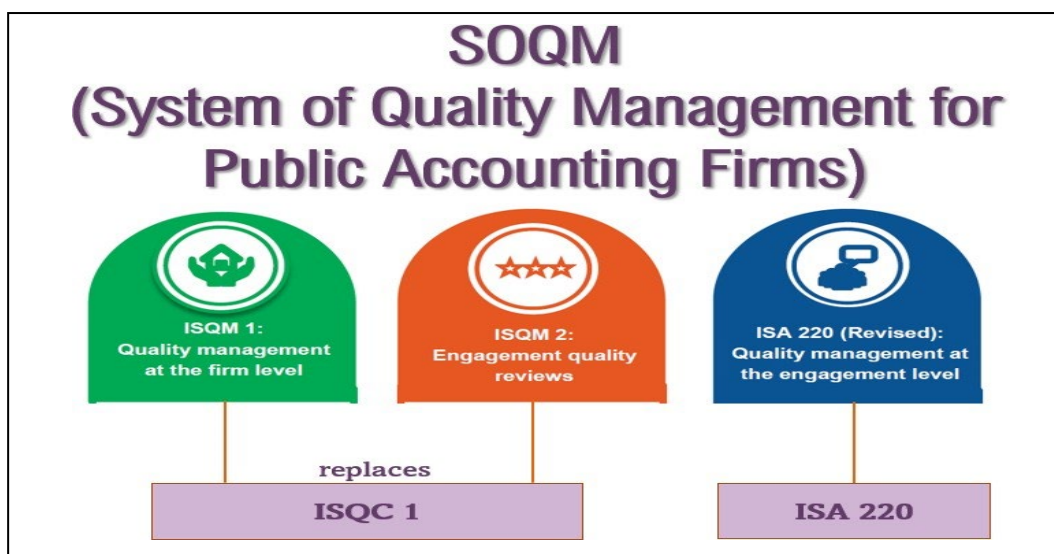 SOQM
(System of Quality Management for
Public Accounting Firms)
ISQM 1:
Quality management
at the firm level
ISQM 2:
Engagement quality
reviews
ISA 220 (Revised):
Quality management at
the engagement level
replaces
ISQC 1
ISA 220